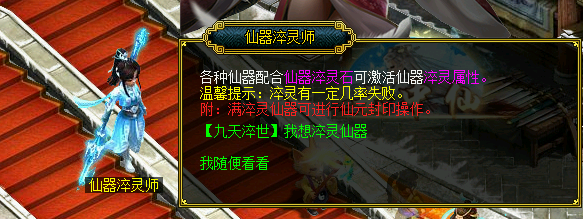 仙器淬灵师
各种仙器配合仙器淬灵石可激活仙器淬灵属性。
温馨提示：淬灵有一定几率失败。
附：满淬灵仙器可进行仙元封印操作。
【九天淬世】我想淬灵仙器
我随便看看
仙器淬灵师